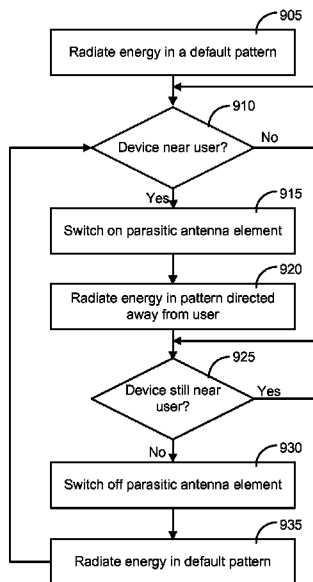 905
Radiate energy in a default pattern
910
Device near user?
No
Yes
915
Switch on parasitic antenna element
920
Radiate energy in pattern directed
away from user
925
Device still near
user?
Yes
No
930
Switch off parasitic antenna element
935
Radiate energy in default pattern